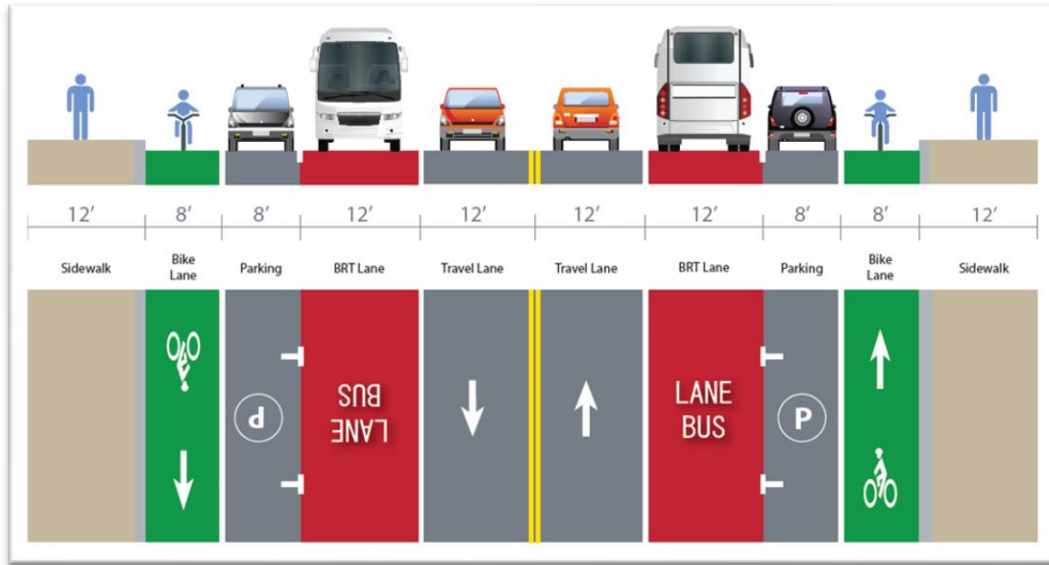 12’ 8’ 8’ 12’ 12’ 12’ 12’ 8’ 8’ 12’
Sidewalk Bike Lane Parking BRT Lane Travel Lane Travel Lane BRT Lane Parking Bike Lane Sidewalk
P
LANE
BUS
LANE
BUS
P